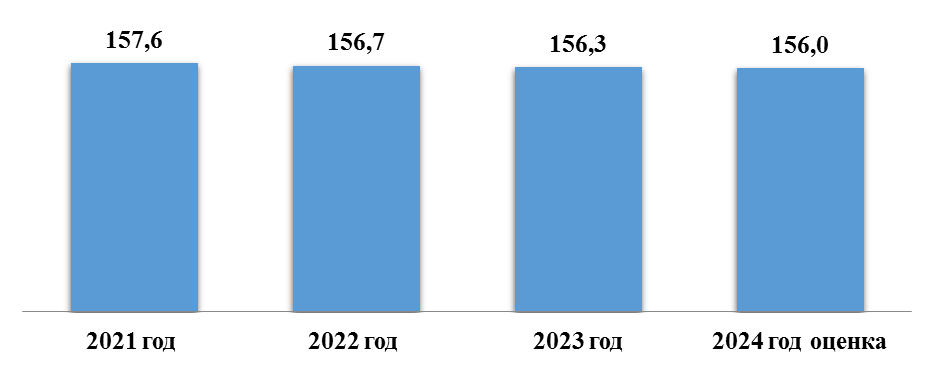 157,6
156,7
156,3
156,0
2021 год
2022 год
2023 год
2024 год оценка